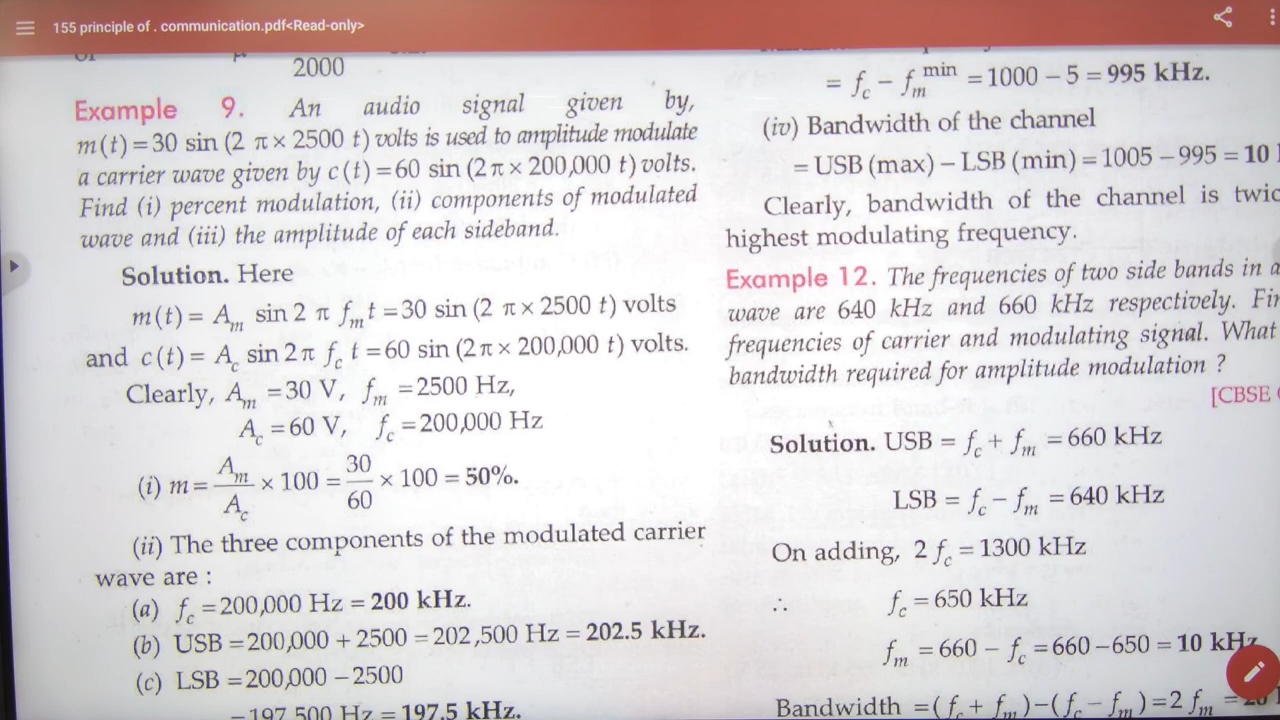 155 principle of . communication.pdf<Read-only>
2000
Example 9. An audio signal given by,
m(t) = 30 sin (2 π × 2500 t) volts is used to amplitude modulate
a carrier wave given by c(t) = 60 sin (2π × 200,000 t) volts.
Find (i) percent modulation, (ii) components of modulated
wave and (iii) the amplitude of each sideband.
Solution. Here
m(t) = A_m sin 2 π f_m t = 30 sin (2 π × 2500 t) volts
and c(t) = A_c sin 2π f_c t = 60 sin (2π × 200,000 t) volts.
Clearly, A_m = 30 V, f_m = 2500 Hz,
A_c = 60 V, f_c = 200,000 Hz
(i) m = A_m/A_c × 100 = 30/60 × 100 = 50%.
(ii) The three components of the modulated carrier
wave are :
(a) f_c = 200,000 Hz = 200 kHz.
(b) USB = 200,000 + 2500 = 202,500 Hz = 202.5 kHz.
(c) LSB = 200,000 − 2500
= 197,500 Hz = 197.5 kHz.
= f_c − f_m^min = 1000 − 5 = 995 kHz.
(iv) Bandwidth of the channel
= USB (max) − LSB (min) = 1005 − 995 = 10
Clearly, bandwidth of the channel is
highest modulating frequency.
Example 12. The frequencies of two side bands in
wave are 640 kHz and 660 kHz respectively.
frequencies of carrier and modulating signal. What
bandwidth required for amplitude modulation ?
[CBSE
Solution. USB = f_c + f_m = 660 kHz
LSB = f_c − f_m = 640 kHz
On adding, 2 f_c = 1300 kHz
∴ f_c = 650 kHz
f_m = 660 − f_c = 660 − 650 = 10 kHz
Bandwidth = (f_c + f_m) − (f_c − f_m) = 2 f_m =